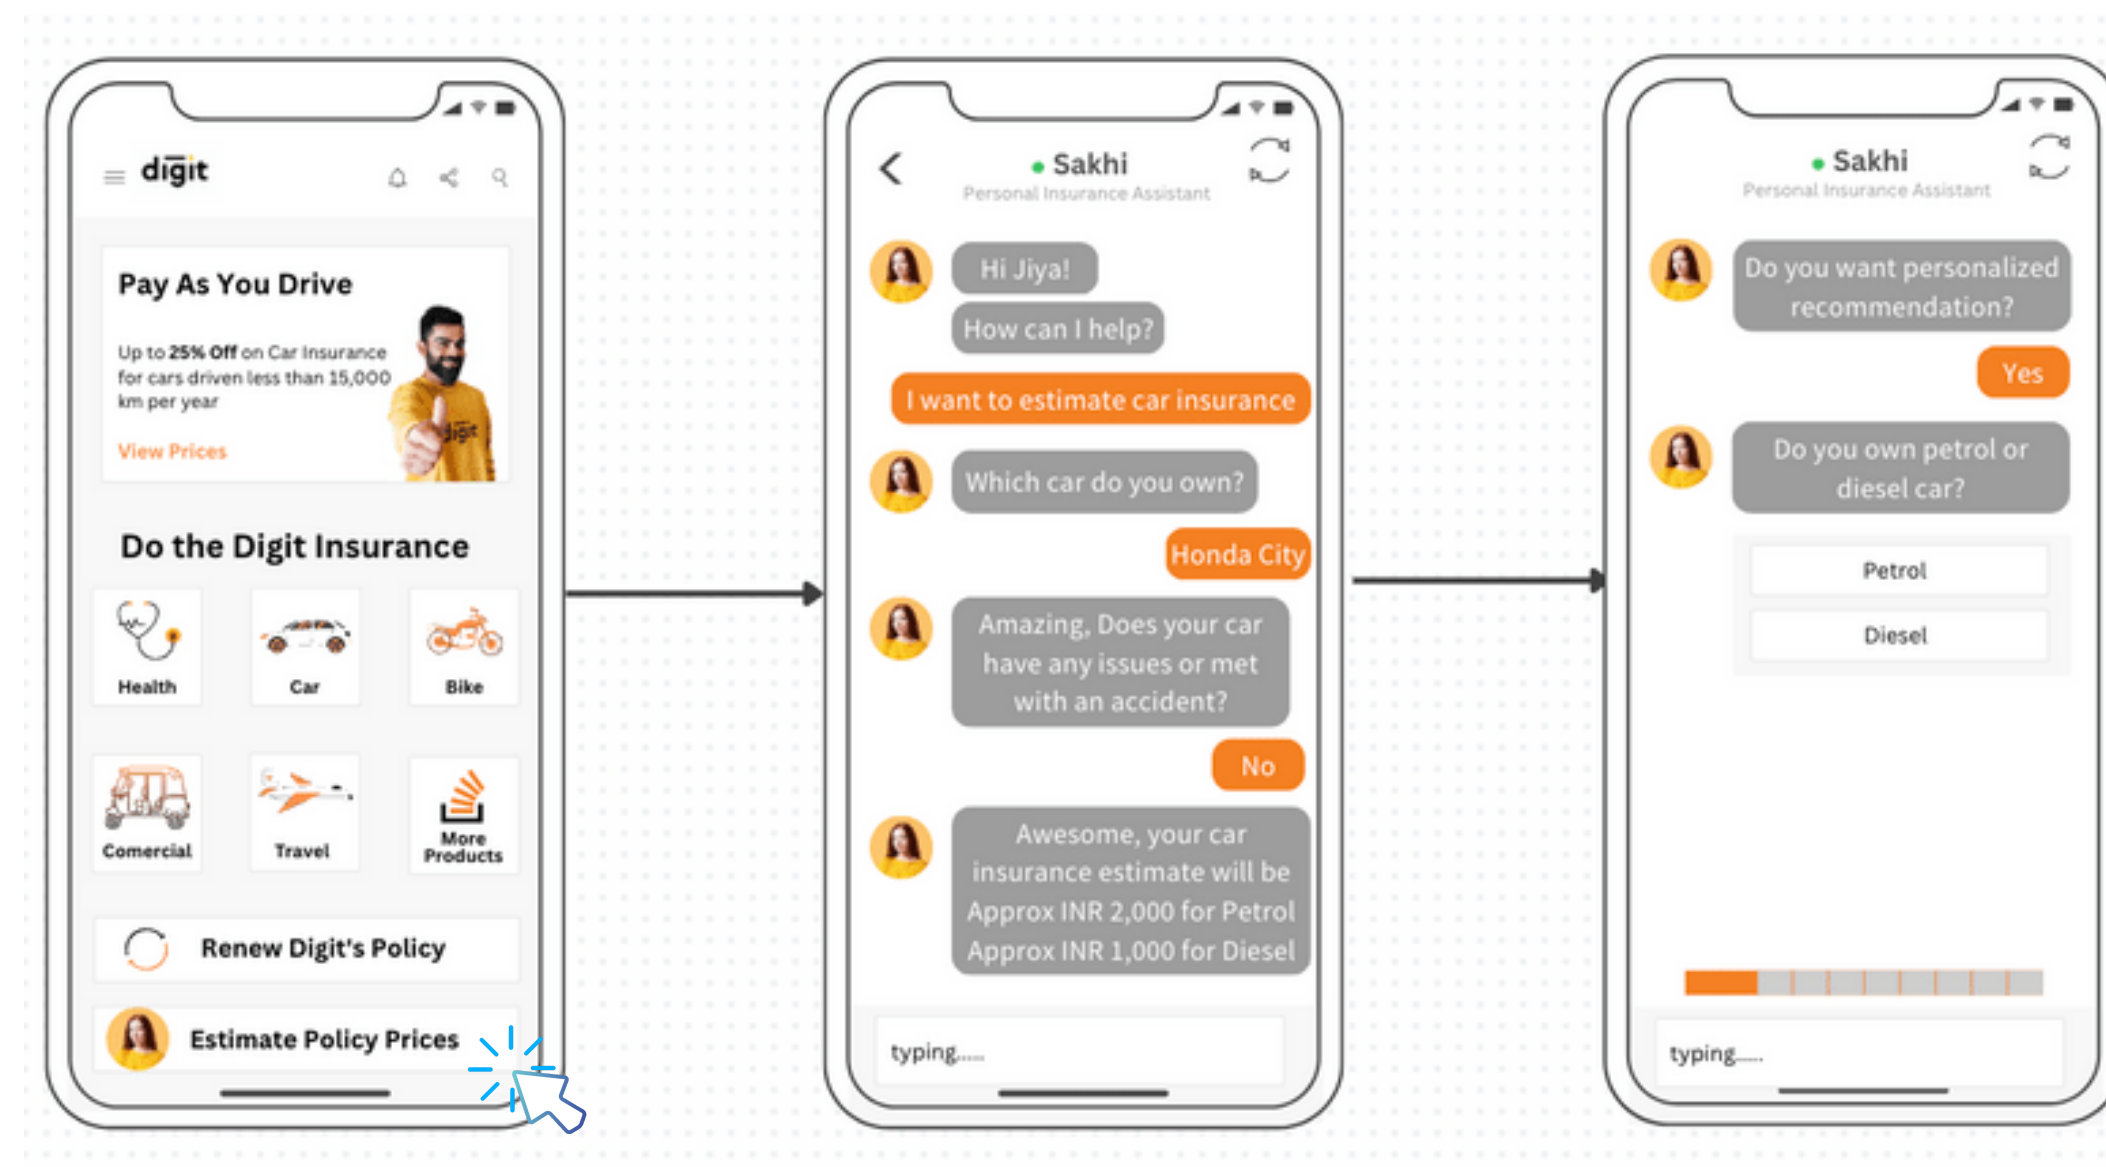 digit
Pay As You Drive
Up to 25% Off on Car Insurance
for cars driven less than 15,000
km per year
digit
View Prices
Do the Digit Insurance
Health
Car
Bike
Comercial
Travel
More
Products
Renew Digit's Policy
Estimate Policy Prices
Sakhi
Personal Insurance Assistant
Hi Jiya!
How can I help?
I want to estimate car insurance
Which car do you own?
Honda City
Amazing, Does your car
have any issues or met
with an accident?
No
Awesome, your car
insurance estimate will be
Approx INR 2,000 for Petrol
Approx INR 1,000 for Diesel
typing.....
Sakhi
Personal Insurance Assistant
Do you want personalized
recommendation?
Yes
Do you own petrol or
diesel car?
Petrol
Diesel
typing.....